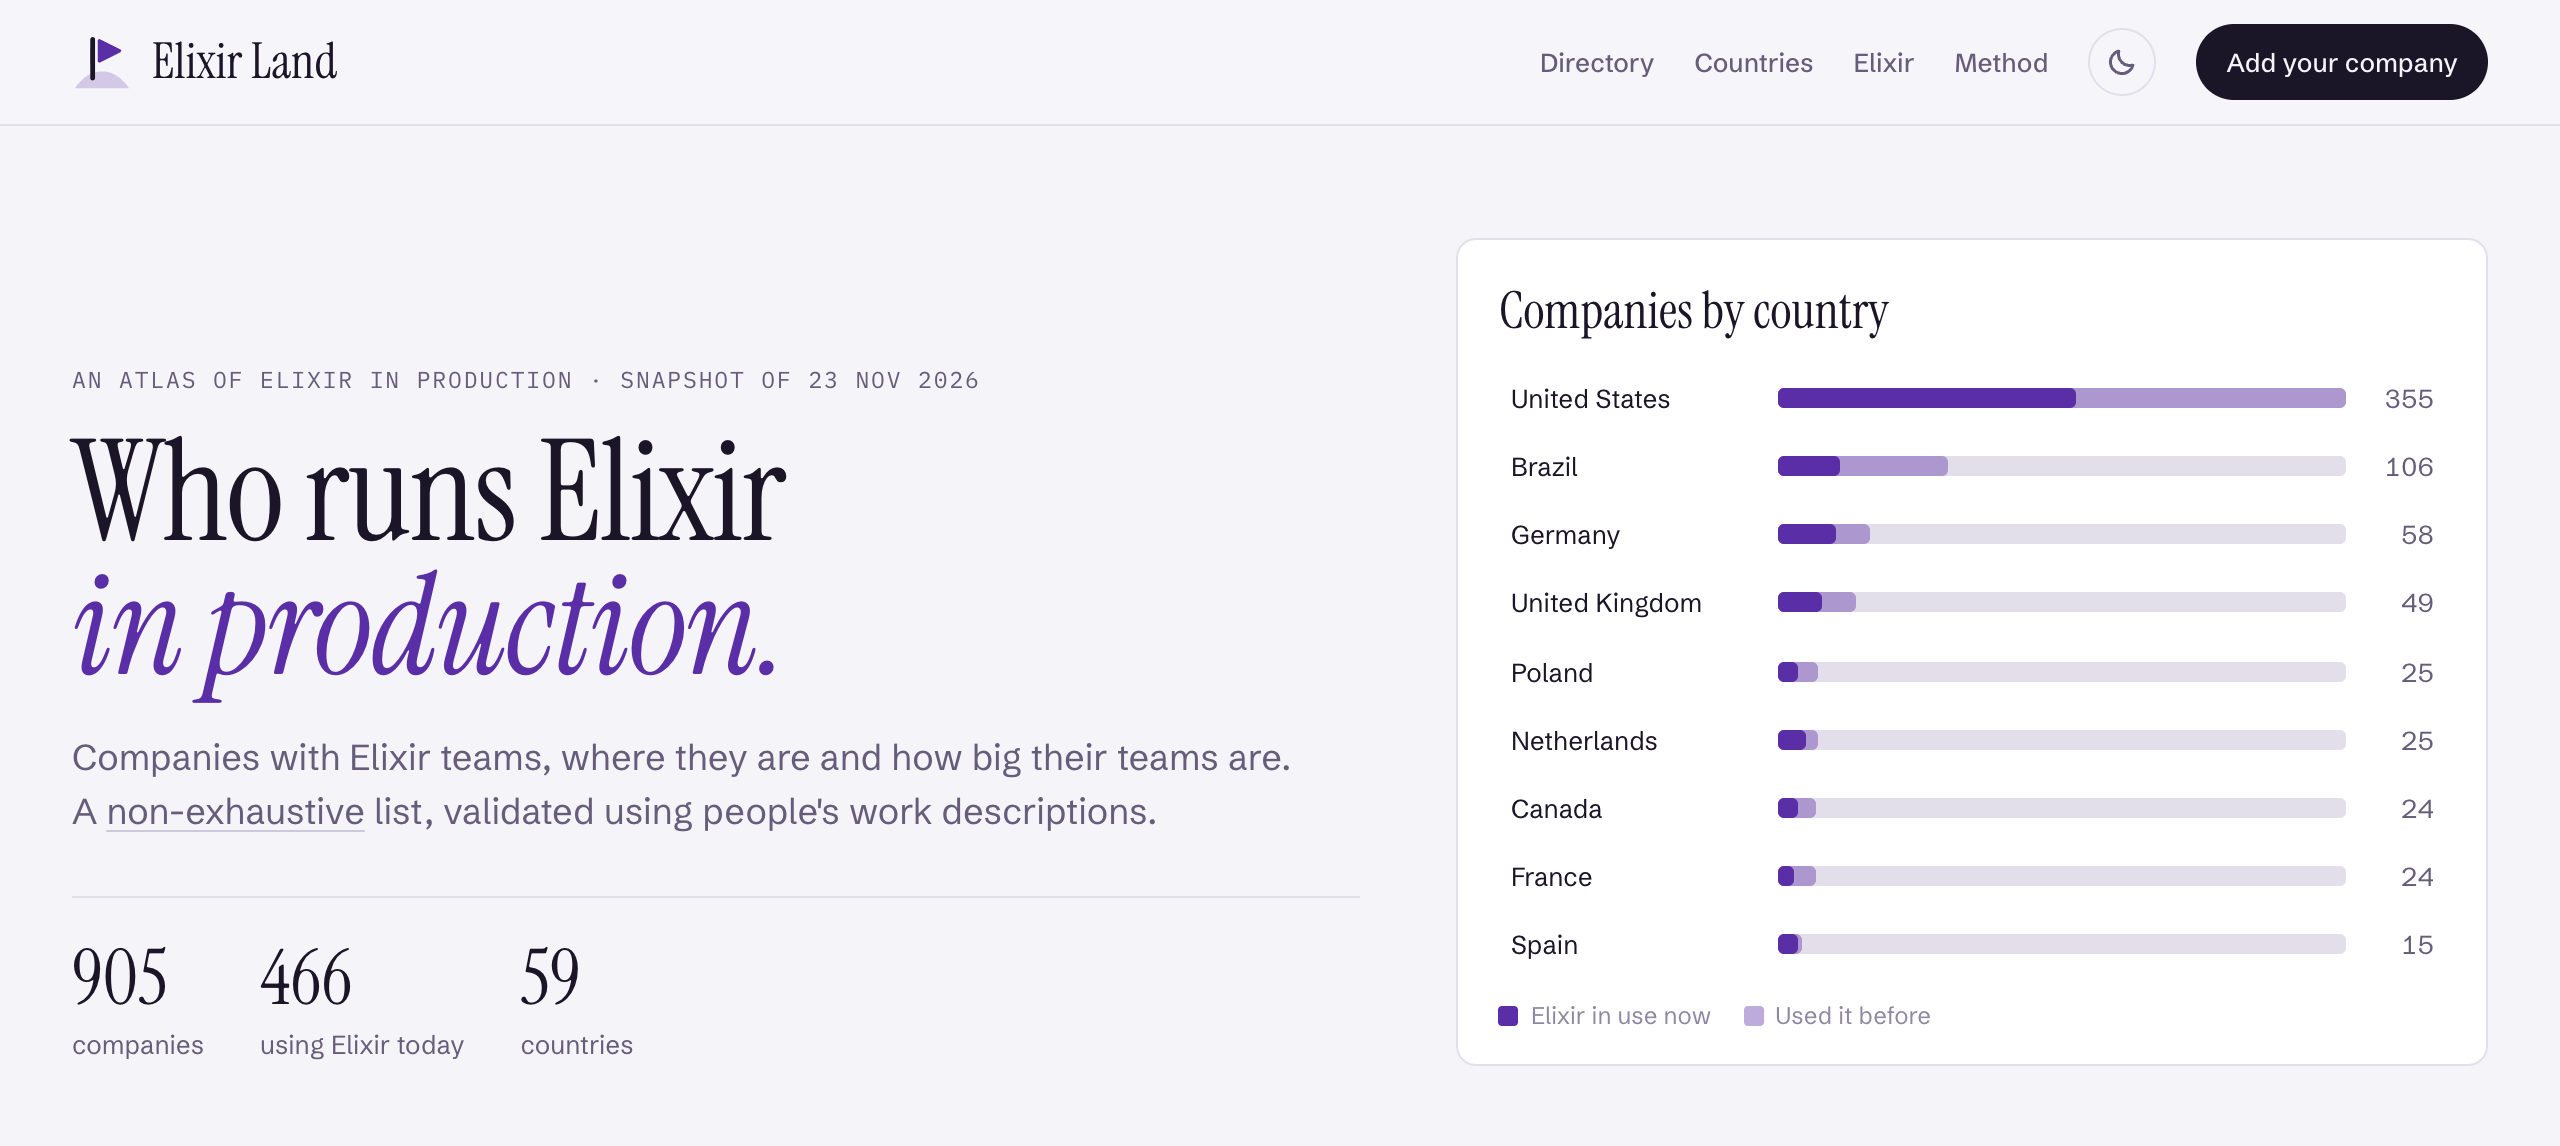 Elixir Land
Directory
Countries
Elixir
Method
Add your company
AN ATLAS OF ELIXIR IN PRODUCTION · SNAPSHOT OF 23 NOV 2026
Who runs Elixir
in production.
Companies with Elixir teams, where they are and how big their teams are.
A non-exhaustive list, validated using people's work descriptions.
905
companies
466
using Elixir today
59
countries
Companies by country
United States 355
Brazil 106
Germany 58
United Kingdom 49
Poland 25
Netherlands 25
Canada 24
France 24
Spain 15
Elixir in use now
Used it before